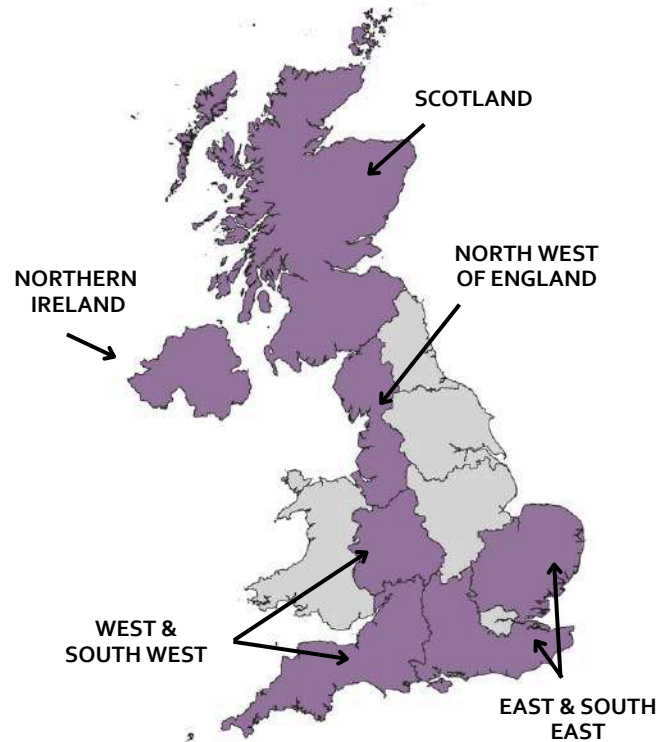 SCOTLAND
NORTH WEST
OF ENGLAND
NORTHERN
IRELAND
WEST &
SOUTH WEST
EAST & SOUTH
EAST